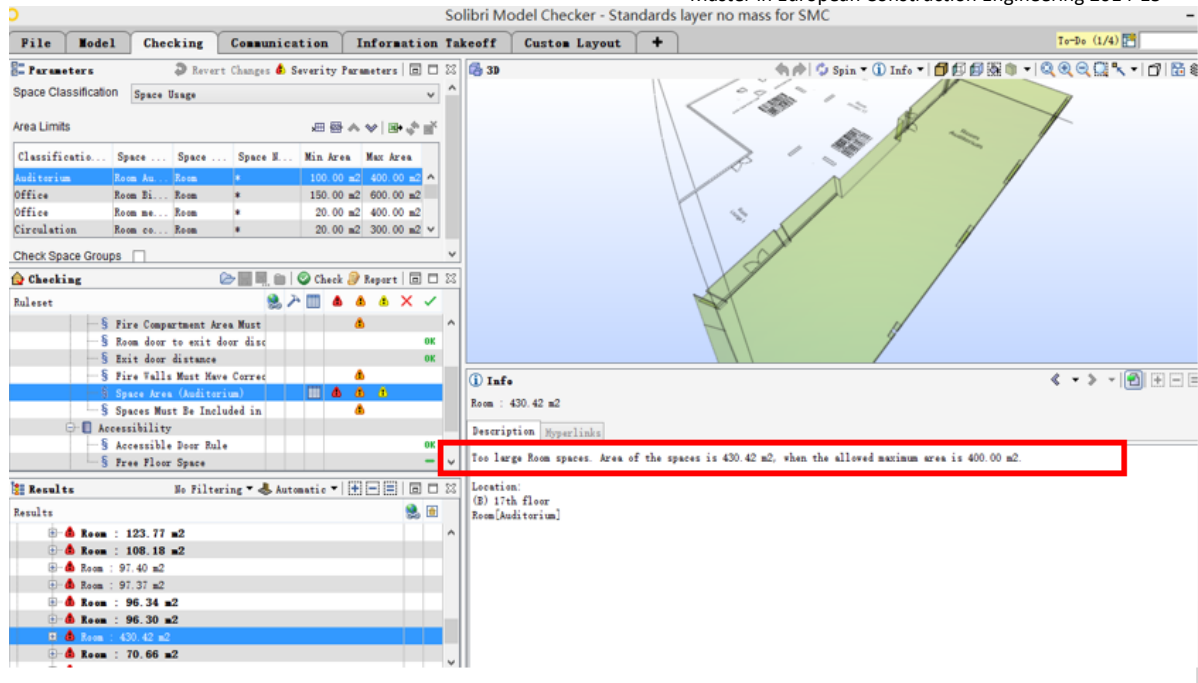 Solibri Model Checker - Standards layer no mass for SMC
File Model Checking Communication Information Takeoff Custom Layout + To-Do (1/4)
Parameters Revert Changes Severity Parameters
Space Classification Space Usage
Area Limits
Classificatio... Space ... Space ... Space N... Min Area Max Area
Auditorium Room Au... Room * 100.00 m2 400.00 m2
Office Room Bi... Room * 150.00 m2 600.00 m2
Office Room me... Room * 20.00 m2 400.00 m2
Circulation Room co... Room * 20.00 m2 300.00 m2
Check Space Groups
Checking Check Report
Ruleset
§ Fire Compartment Area Must
§ Room door to exit door disc OK
§ Exit door distance OK
§ Fire Walls Must Have Correc
§ Space Area (Auditorium)
§ Spaces Must Be Included in
Accessibility
§ Accessible Door Rule OK
§ Free Floor Space
Results No Filtering Automatic
Results
Room : 123.77 m2
Room : 108.18 m2
Room : 97.40 m2
Room : 97.37 m2
Room : 96.34 m2
Room : 96.30 m2
Room : 430.42 m2
Room : 70.66 m2
3D Spin Info
Info
Room : 430.42 m2
Description Hyperlinks
Too large Room spaces. Area of the spaces is 430.42 m2, when the allowed maximum area is 400.00 m2.
Location:
(B) 17th floor
Room[Auditorium]